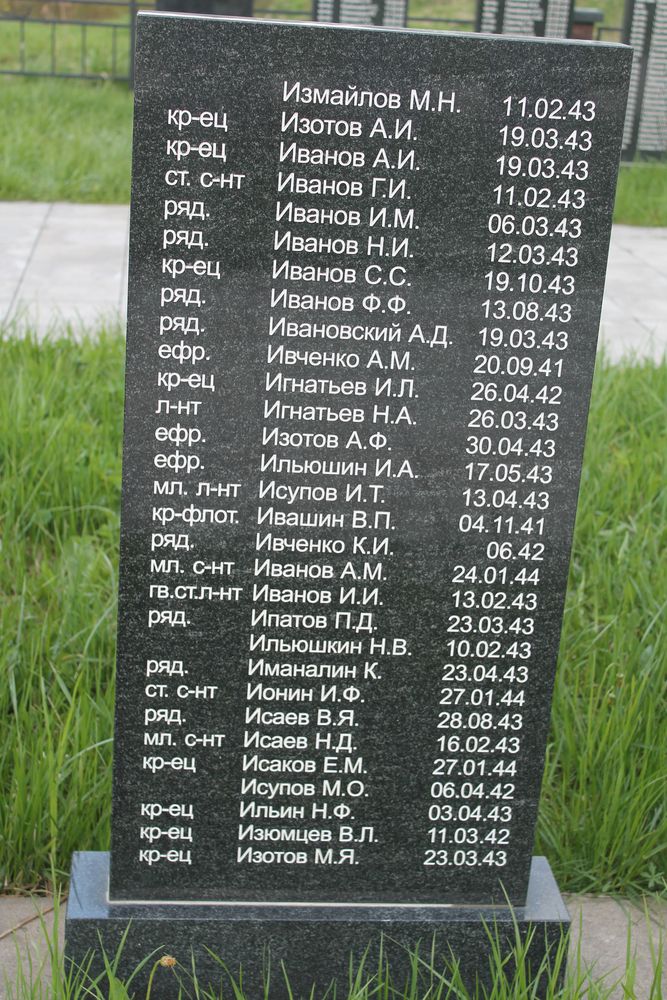 Измайлов М.Н. 11.02.43
кр-ец Изотов А.И. 19.03.43
кр-ец Иванов А.И. 19.03.43
ст. с-нт Иванов Г.И. 11.02.43
ряд. Иванов И.М. 06.03.43
ряд. Иванов Н.И. 12.03.43
кр-ец Иванов С.С. 19.10.43
ряд. Иванов Ф.Ф. 13.08.43
ряд. Ивановский А.Д. 19.03.43
ефр. Ивченко А.М. 20.09.41
кр-ец Игнатьев И.Л. 26.04.42
л-нт Игнатьев Н.А. 26.03.43
ефр. Изотов А.Ф. 30.04.43
ефр. Ильюшин И.А. 17.05.43
мл. л-нт Исупов И.Т. 13.04.43
кр-флот. Ивашин В.П. 04.11.41
ряд. Ивченко К.И. 06.42
мл. с-нт Иванов А.М. 24.01.44
гв.ст.л-нт Иванов И.И. 13.02.43
ряд. Ипатов П.Д. 23.03.43
Ильюшкин Н.В. 10.02.43
ряд. Иманалин К. 23.04.43
ст. с-нт Ионин И.Ф. 27.01.44
ряд. Исаев В.Я. 28.08.43
мл. с-нт Исаев Н.Д. 16.02.43
кр-ец Исаков Е.М. 27.01.44
Исупов М.О. 06.04.42
кр-ец Ильин Н.Ф. 03.04.43
кр-ец Изюмцев В.Л. 11.03.42
кр-ец Изотов М.Я. 23.03.43